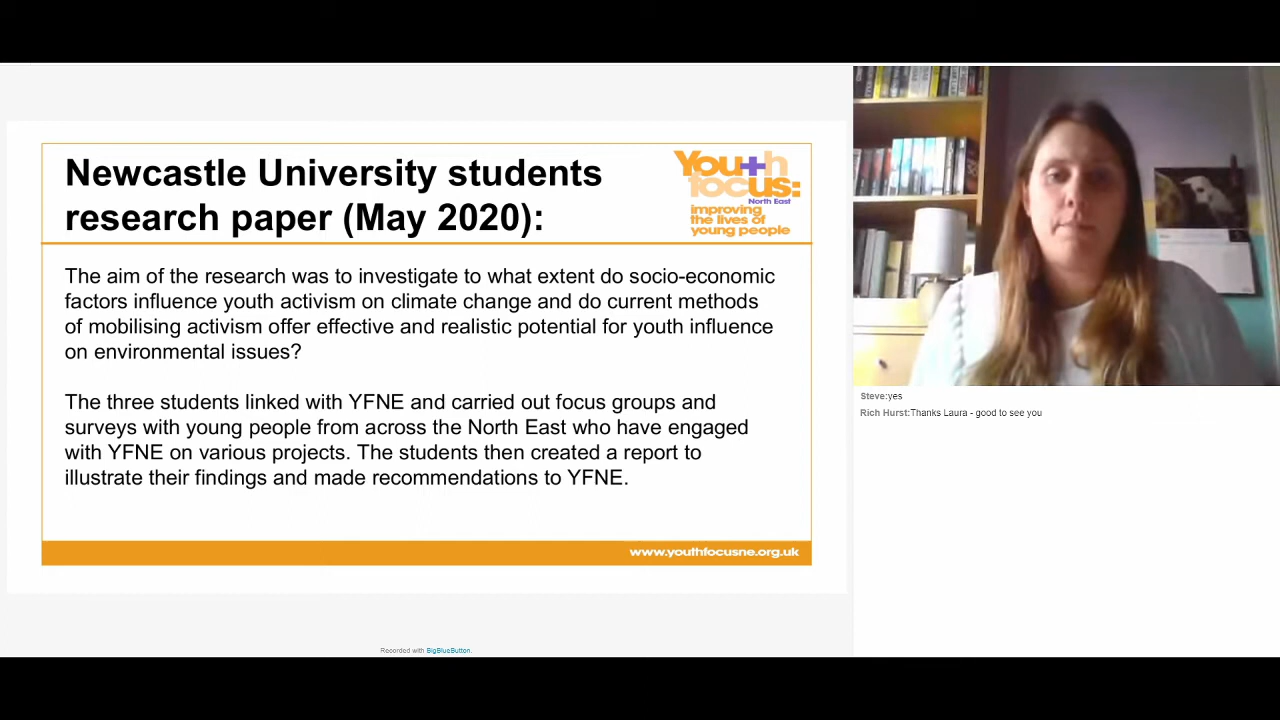 Newcastle University students
research paper (May 2020):
Youth
focus:
North East
improving
the lives of
young people
The aim of the research was to investigate to what extent do socio-economic
factors influence youth activism on climate change and do current methods
of mobilising activism offer effective and realistic potential for youth influence
on environmental issues?
The three students linked with YFNE and carried out focus groups and
surveys with young people from across the North East who have engaged
with YFNE on various projects. The students then created a report to
illustrate their findings and made recommendations to YFNE.
www.youthfocusne.org.uk
Steve:yes
Rich Hurst:Thanks Laura - good to see you
Recorded with BigBlueButton.